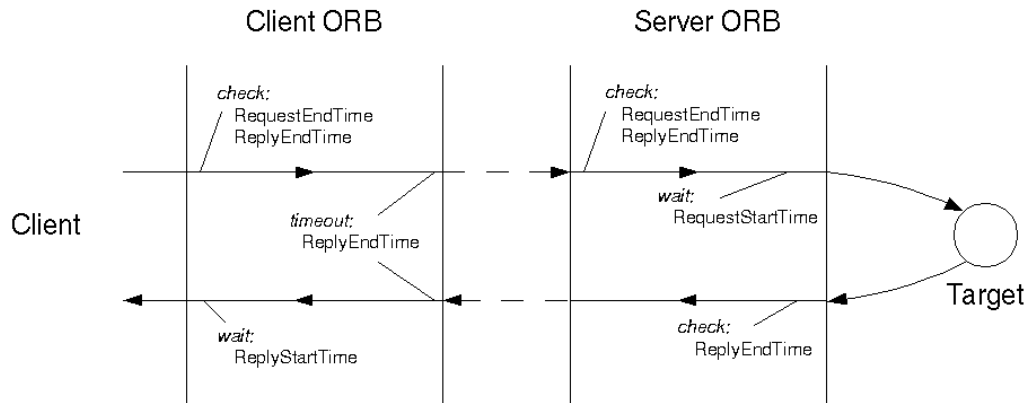 Client ORB
Server ORB
check:
RequestEndTime
ReplyEndTime
check:
RequestEndTime
ReplyEndTime
wait:
RequestStartTime
Client
timeout:
ReplyEndTime
Target
wait:
ReplyStartTime
check:
ReplyEndTime